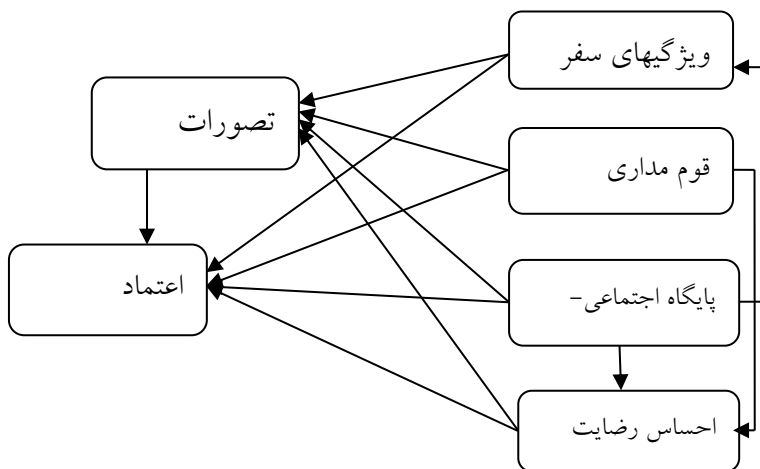 ویژگیهای سفر
تصورات
قوم مداری
اعتماد
پایگاه اجتماعی-
احساس رضایت